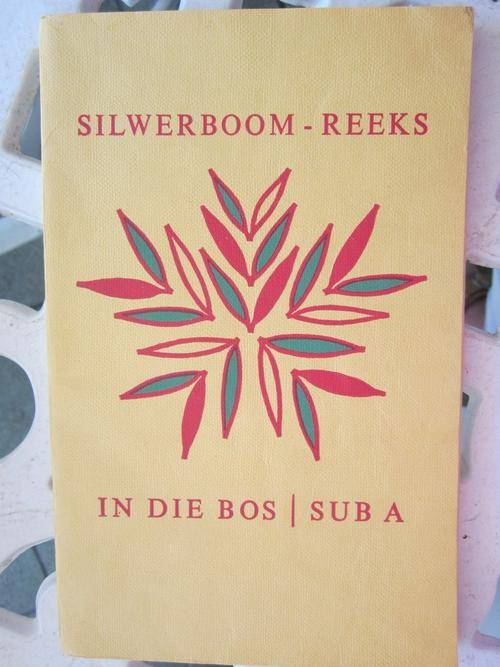 SILWERBOOM - REEKS
IN DIE BOS | SUB A